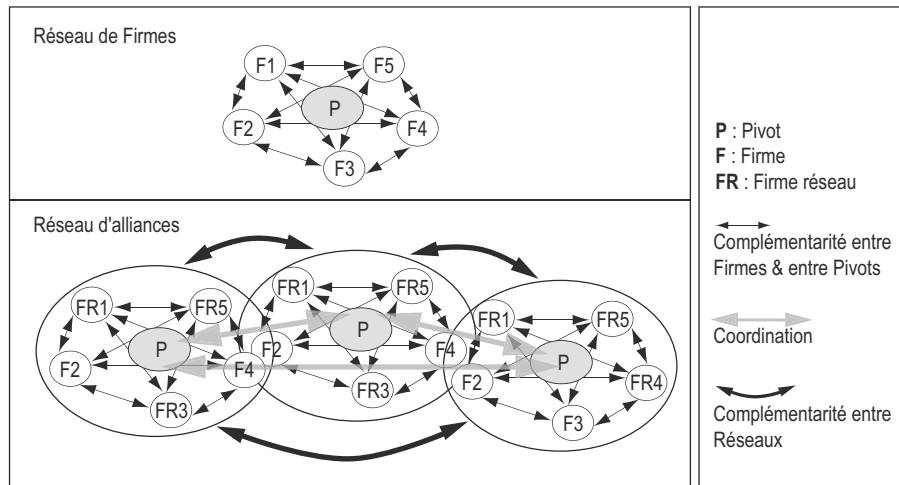 Réseau de Firmes
F1
F5
P
F2
F4
F3
Réseau d'alliances
FR1
FR5
P
F2
F4
FR3
FR1
FR5
P
F2
F4
FR3
FR1
FR5
P
F2
FR4
F3
P : Pivot
F : Firme
FR : Firme réseau
Complémentarité entre
Firmes & entre Pivots
Coordination
Complémentarité entre
Réseaux